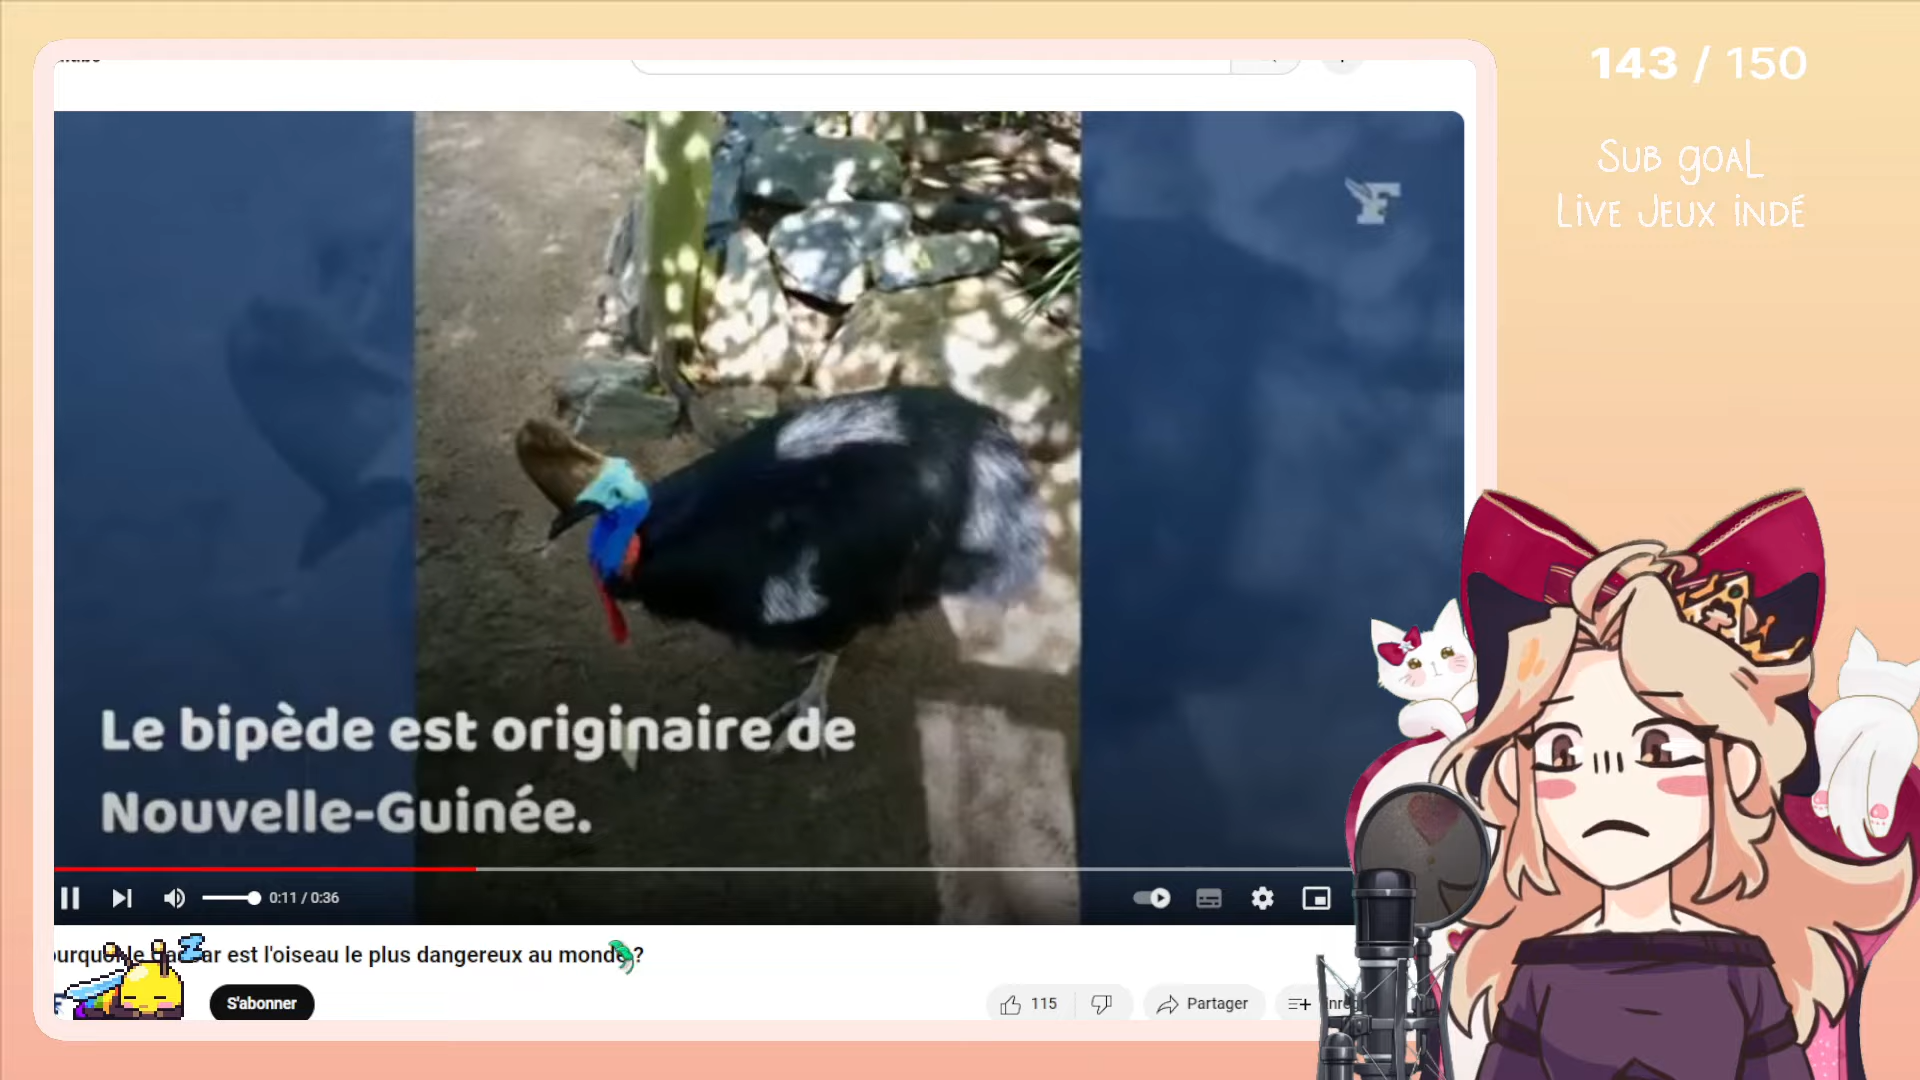 143 / 150
SUB GOAL
LIVE JEUX INDÉ
F
Le bipède est originaire de
Nouvelle-Guinée.
0:11 / 0:36
est l'oiseau le plus dangereux au monde ?
S'abonner
115
Partager